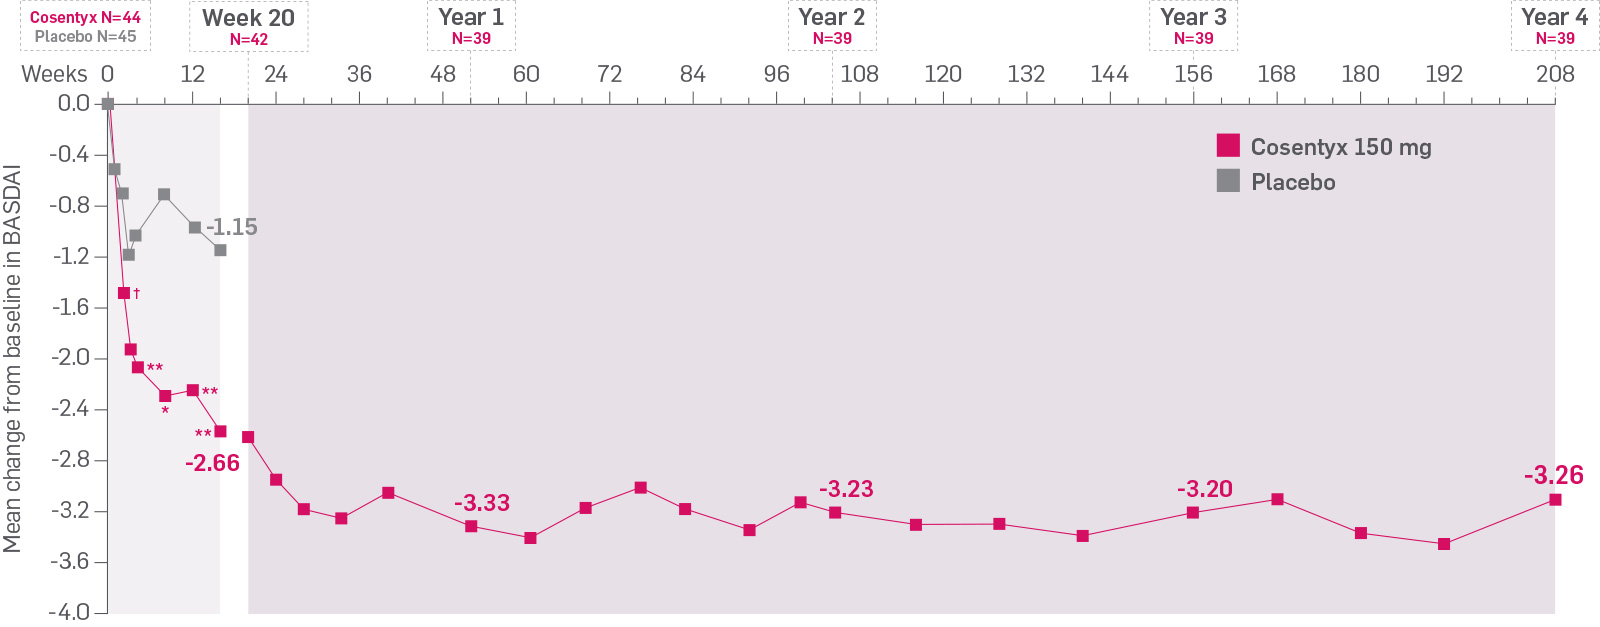 Cosentyx N=44
Placebo N=45
Week 20
N=42
Year 1
N=39
Year 2
N=39
Year 3
N=39
Year 4
N=39
Weeks 0 12 24 36 48 60 72 84 96 108 120 132 144 156 168 180 192 208
Mean change from baseline in BASDAI
0.0
-0.4
-0.8
-1.2
-1.6
-2.0
-2.4
-2.8
-3.2
-3.6
-4.0
Cosentyx 150 mg
Placebo
-1.15
†
**
*
**
**
-2.66
-3.33
-3.23
-3.20
-3.26